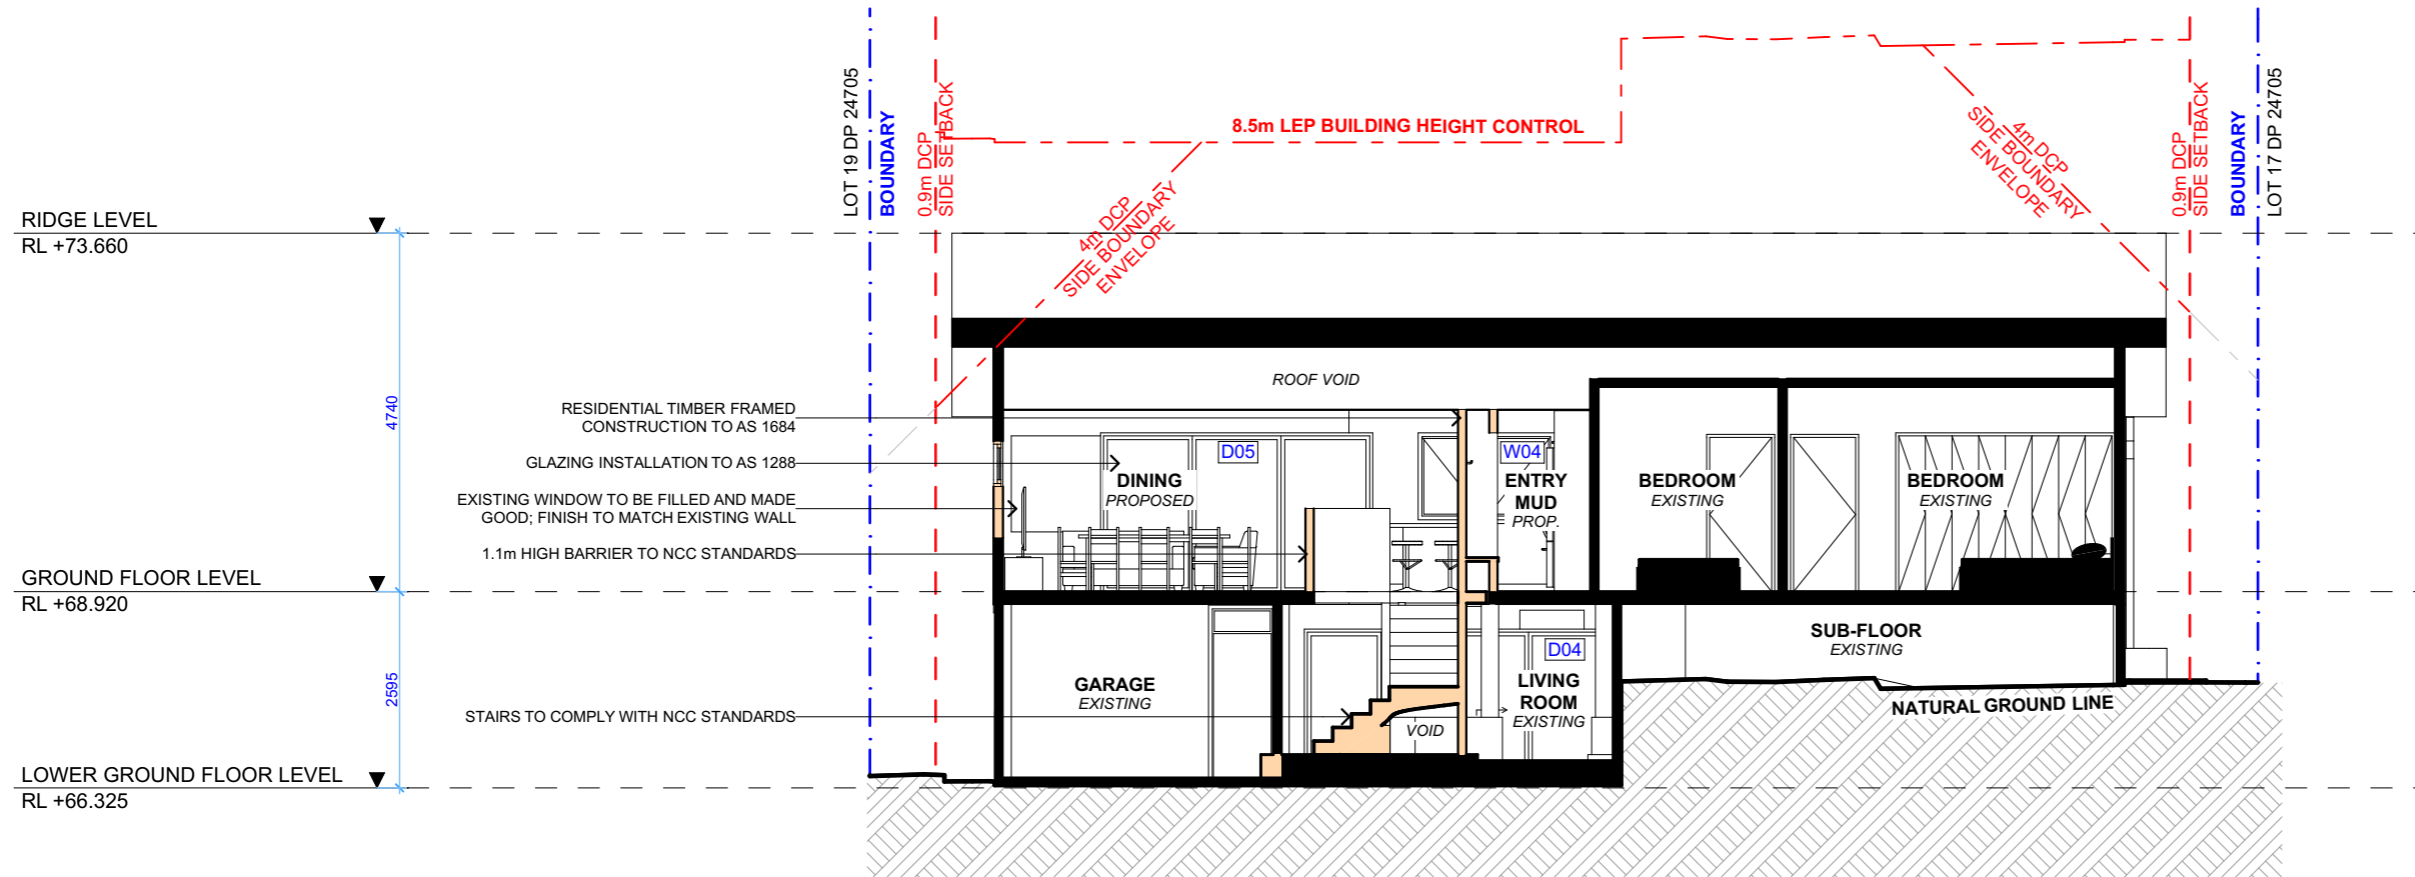 LOT 19 DP 24705
BOUNDARY
0.9m DCP
SIDE SETBACK
8.5m LEP BUILDING HEIGHT CONTROL
4m DCP
SIDE BOUNDARY
ENVELOPE
4m DCP
SIDE BOUNDARY
ENVELOPE
0.9m DCP
SIDE SETBACK
BOUNDARY
LOT 17 DP 24705
RIDGE LEVEL
RL +73.660
4740
ROOF VOID
RESIDENTIAL TIMBER FRAMED
CONSTRUCTION TO AS 1684
GLAZING INSTALLATION TO AS 1288
EXISTING WINDOW TO BE FILLED AND MADE
GOOD; FINISH TO MATCH EXISTING WALL
1.1m HIGH BARRIER TO NCC STANDARDS
D05
DINING
PROPOSED
W04
ENTRY
MUD
PROP.
BEDROOM
EXISTING
BEDROOM
EXISTING
GROUND FLOOR LEVEL
RL +68.920
2595
SUB-FLOOR
EXISTING
D04
GARAGE
EXISTING
LIVING
ROOM
EXISTING
STAIRS TO COMPLY WITH NCC STANDARDS
VOID
NATURAL GROUND LINE
LOWER GROUND FLOOR LEVEL
RL +66.325